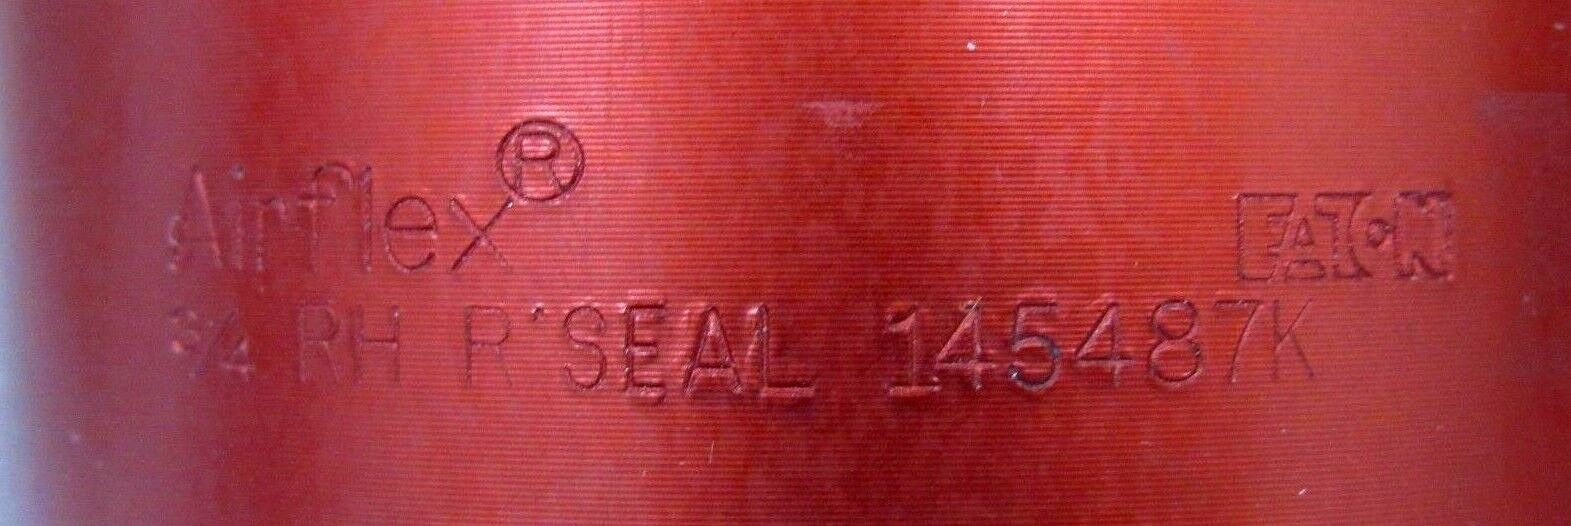 Airflex®
EATON
3/4 RH R'SEAL 145487K